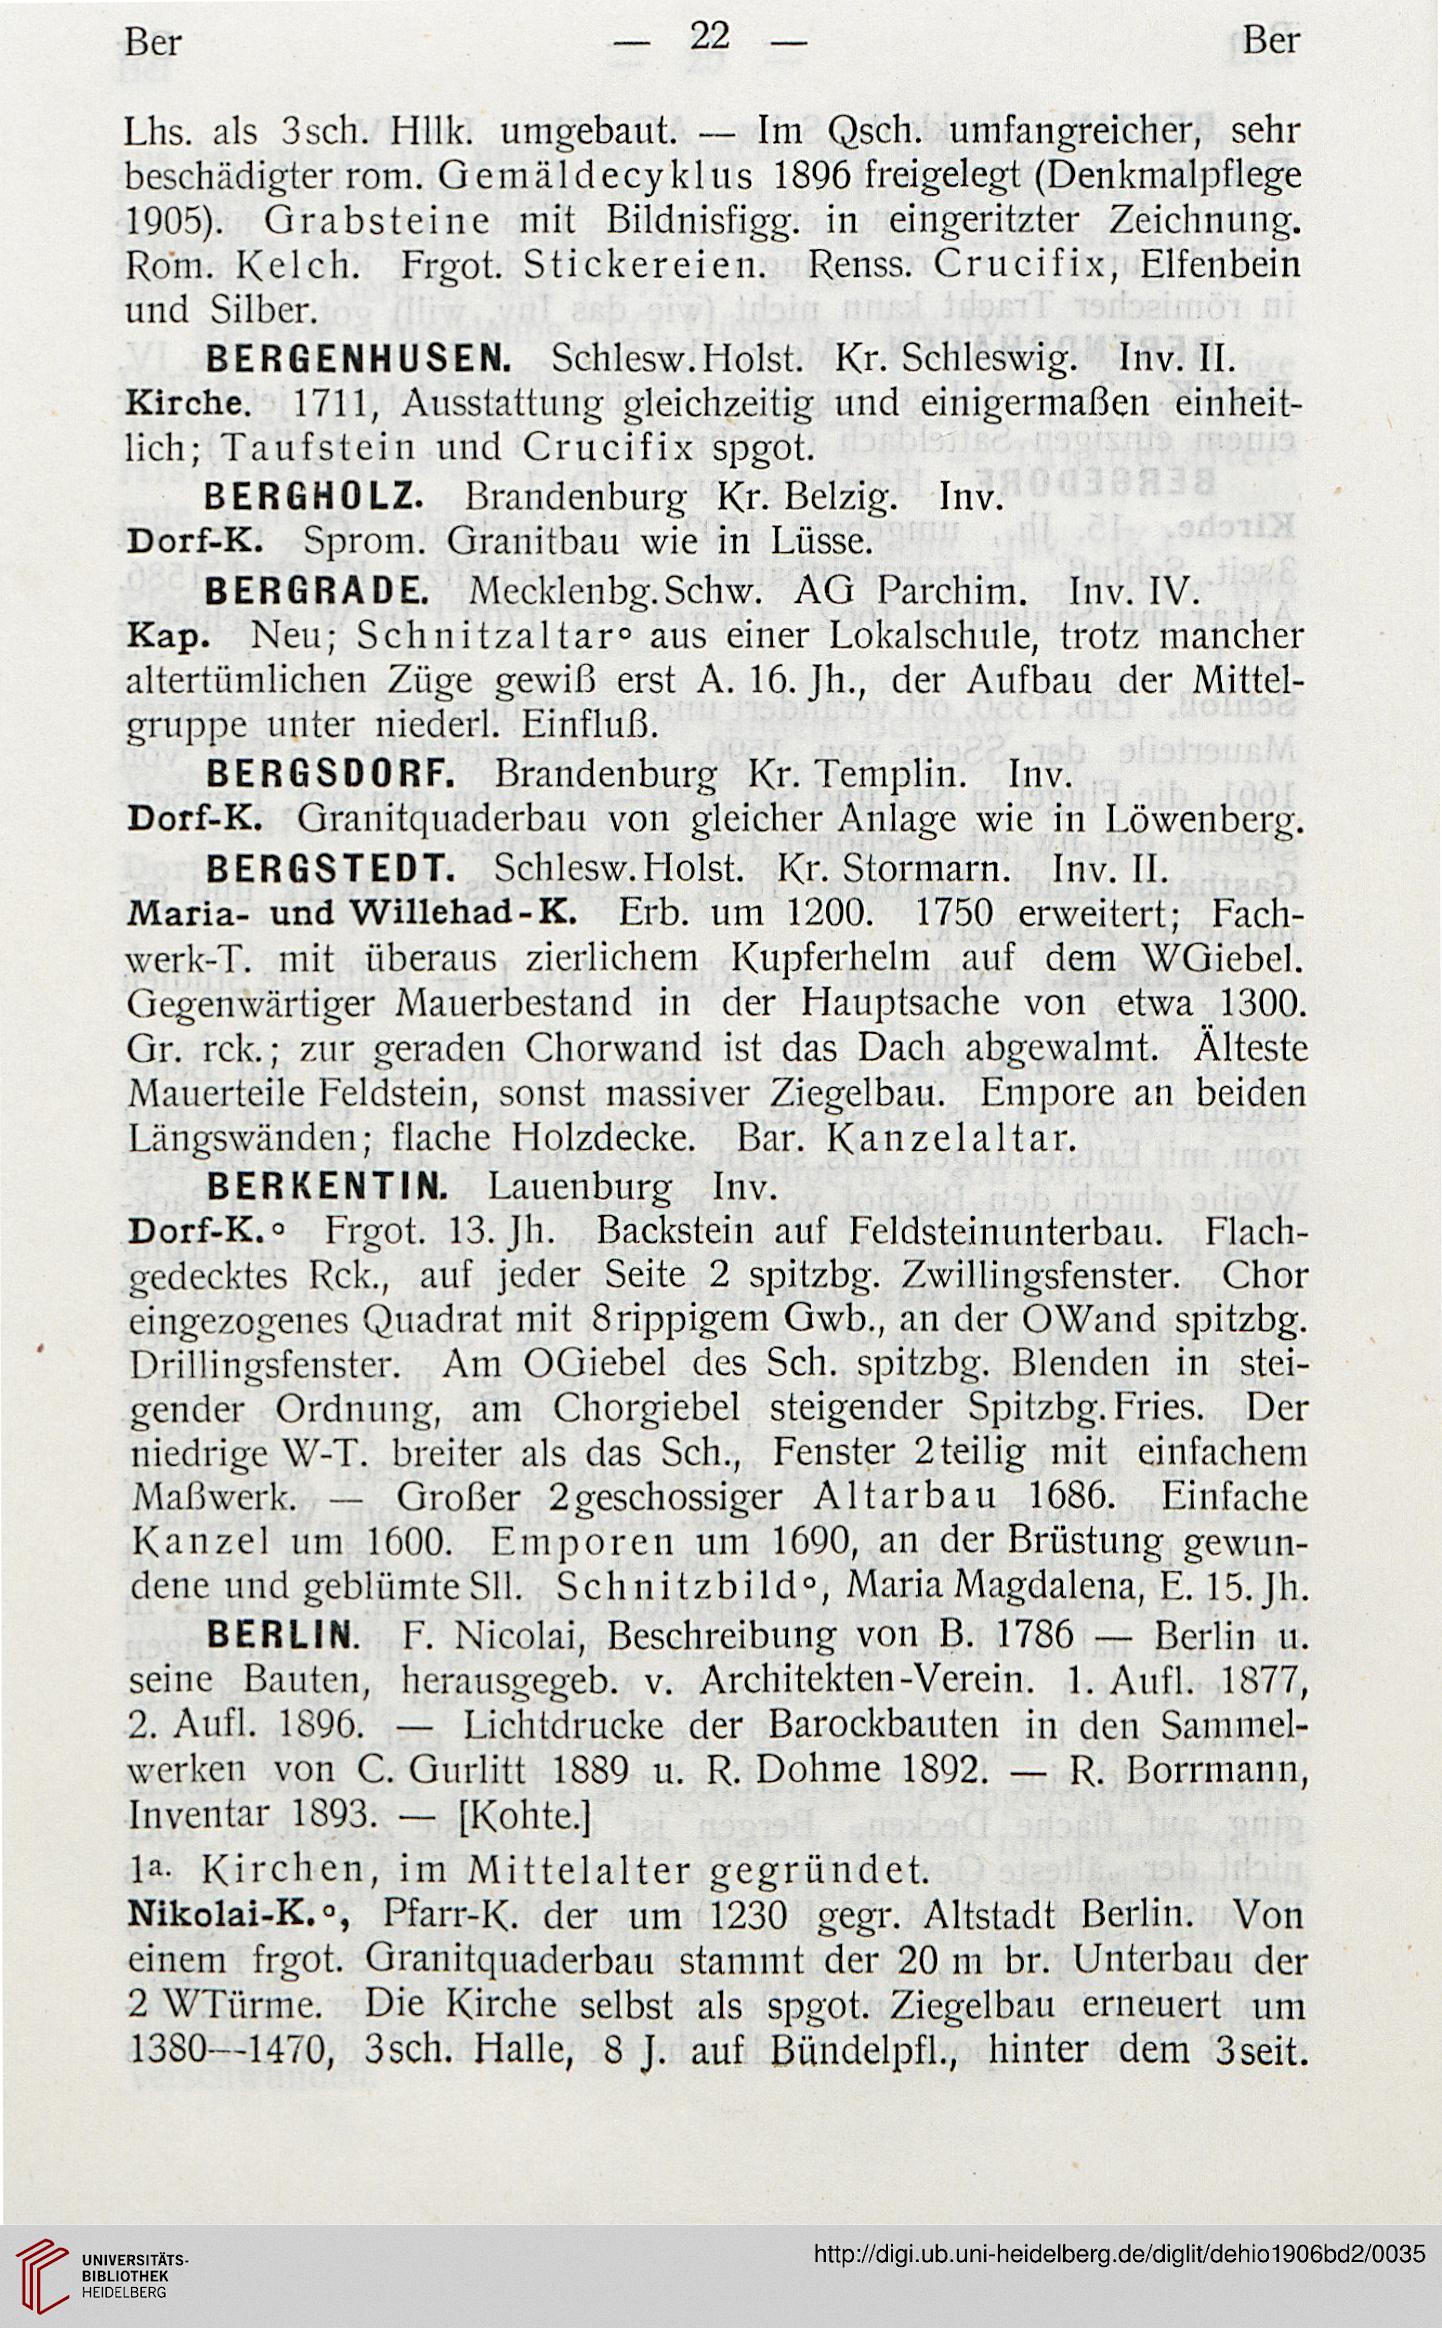 Ber — 22 — Ber
Lhs. als 3sch. Hllk. umgebaut. — Im Qsch. umfangreicher, sehr
beschädigter rom. Gemäldecyklus 1896 freigelegt (Denkmalpflege
1905). Grabsteine mit Bildnisfigg. in eingeritzter Zeichnung.
Rom. Kelch. Frgot. Stickereien. Renss. Crucifix, Elfenbein
und Silber.
BERGENHUSEN. Schlesw.Holst. Kr. Schleswig. Inv. II.
Kirche. 1711, Ausstattung gleichzeitig und einigermaßen einheit-
lich; Taufstein und Crucifix spgot.
BERGHOLZ. Brandenburg Kr. Belzig. Inv.
Dorf-K. Sprom. Granitbau wie in Lüsse.
BERGRADE. Mecklenbg.Schw. AG Parchim. Inv. IV.
Kap. Neu; Schnitzaltar° aus einer Lokalschule, trotz mancher
altertümlichen Züge gewiß erst A. 16. Jh., der Aufbau der Mittel-
gruppe unter niederl. Einfluß.
BERGSDORF. Brandenburg Kr. Templin. Inv.
Dorf-K. Granitquaderbau von gleicher Anlage wie in Löwenberg.
BERGSTEDT. Schlesw.Holst. Kr. Stormarn. Inv. II.
Maria- und Willehad-K. Erb. um 1200. 1750 erweitert; Fach-
werk-T. mit überaus zierlichem Kupferhelm auf dem WGiebel.
Gegenwärtiger Mauerbestand in der Hauptsache von etwa 1300.
Gr. rck.; zur geraden Chorwand ist das Dach abgewalmt. Älteste
Mauerteile Feldstein, sonst massiver Ziegelbau. Empore an beiden
Längswänden; flache Holzdecke. Bar. Kanzelaltar.
BERKENTIN. Lauenburg Inv.
Dorf-K.° Frgot. 13. Jh. Backstein auf Feldsteinunterbau. Flach-
gedecktes Rck., auf jeder Seite 2 spitzbg. Zwillingsfenster. Chor
eingezogenes Quadrat mit 8rippigem Gwb., an der OWand spitzbg.
Drillingsfenster. Am OGiebel des Sch. spitzbg. Blenden in stei-
gender Ordnung, am Chorgiebel steigender Spitzbg.Fries. Der
niedrige W-T. breiter als das Sch., Fenster 2teilig mit einfachem
Maßwerk. — Großer 2geschossiger Altarbau 1686. Einfache
Kanzel um 1600. Emporen um 1690, an der Brüstung gewun-
dene und geblümte Sll. Schnitzbild°, Maria Magdalena, E. 15. Jh.
BERLIN. F. Nicolai, Beschreibung von B. 1786 — Berlin u.
seine Bauten, herausgegeb. v. Architekten-Verein. 1. Aufl. 1877,
2. Aufl. 1896. — Lichtdrucke der Barockbauten in den Sammel-
werken von C. Gurlitt 1889 u. R. Dohme 1892. — R. Borrmann,
Inventar 1893. — [Kohte.]
1a. Kirchen, im Mittelalter gegründet.
Nikolai-K.°, Pfarr-K. der um 1230 gegr. Altstadt Berlin. Von
einem frgot. Granitquaderbau stammt der 20 m br. Unterbau der
2 WTürme. Die Kirche selbst als spgot. Ziegelbau erneuert um
1380—1470, 3sch. Halle, 8 J. auf Bündelpfl., hinter dem 3seit.
UNIVERSITÄTS-
BIBLIOTHEK
HEIDELBERG
http://digi.ub.uni-heidelberg.de/diglit/dehio1906bd2/0035